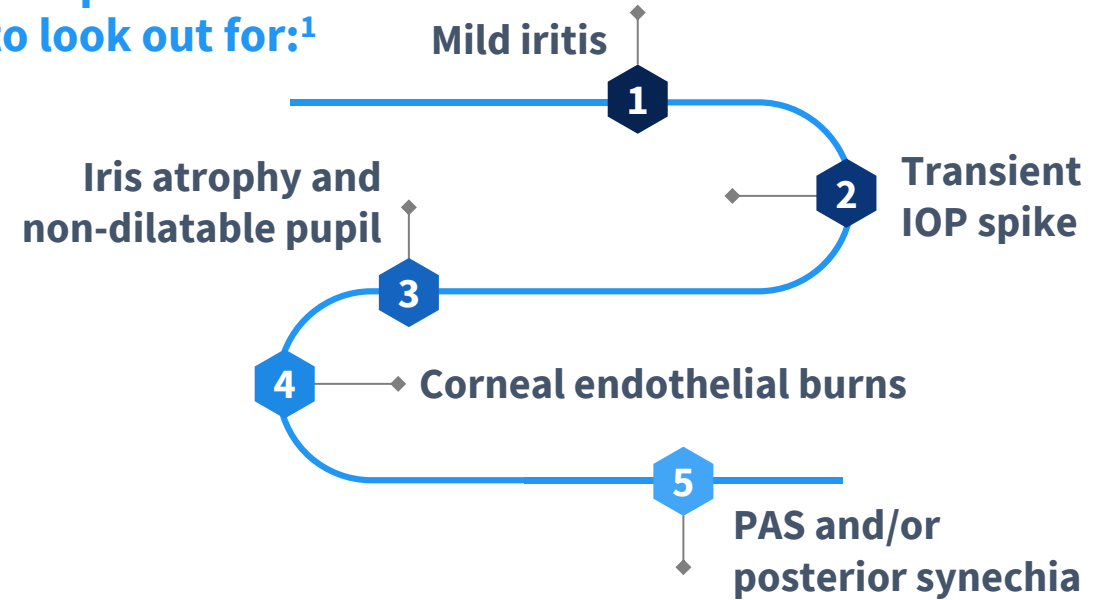 to look out for:¹
Mild iritis
1
Transient
IOP spike
2
Iris atrophy and
non-dilatable pupil
3
4
Corneal endothelial burns
5
PAS and/or
posterior synechia